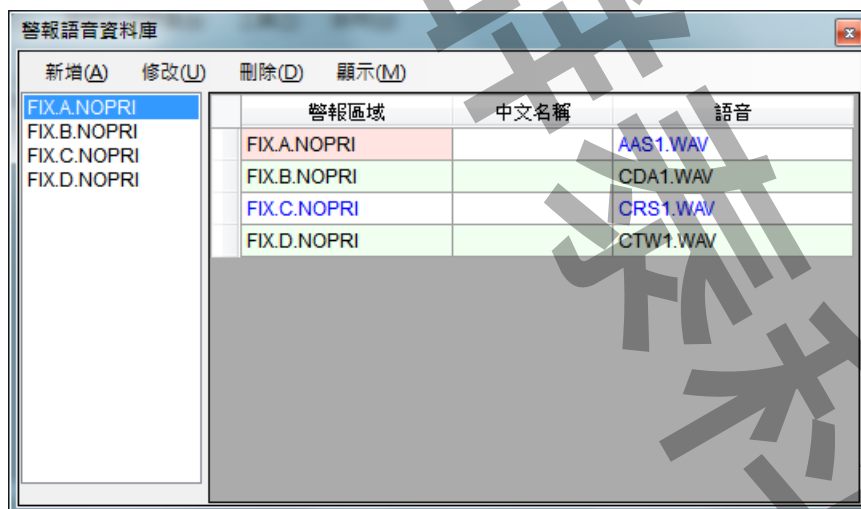 警報語音資料庫
新增(A) 修改(U) 刪除(D) 顯示(M)
FIX.A.NOPRI
FIX.B.NOPRI
FIX.C.NOPRI
FIX.D.NOPRI
警報區域 中文名稱 語音
FIX.A.NOPRI AAS1.WAV
FIX.B.NOPRI CDA1.WAV
FIX.C.NOPRI CRS1.WAV
FIX.D.NOPRI CTW1.WAV